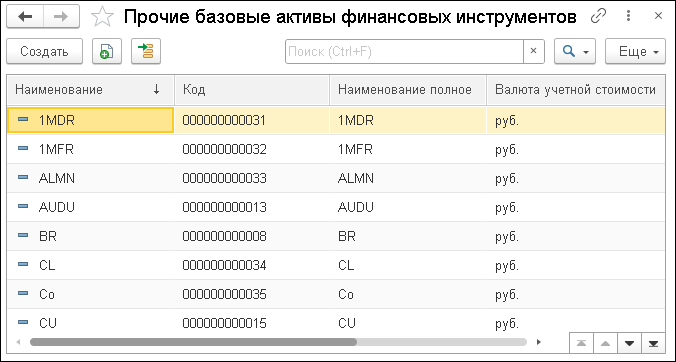 Прочие базовые активы финансовых инструментов
Создать Поиск (Ctrl+F) × Еще
Наименование ↓ Код Наименование полное Валюта учетной стоимости
1MDR 000000000031 1MDR руб.
1MFR 000000000032 1MFR руб.
ALMN 000000000033 ALMN руб.
AUDU 000000000013 AUDU руб.
BR 000000000008 BR руб.
CL 000000000034 CL руб.
Co 000000000035 Co руб.
CU 000000000015 CU руб.